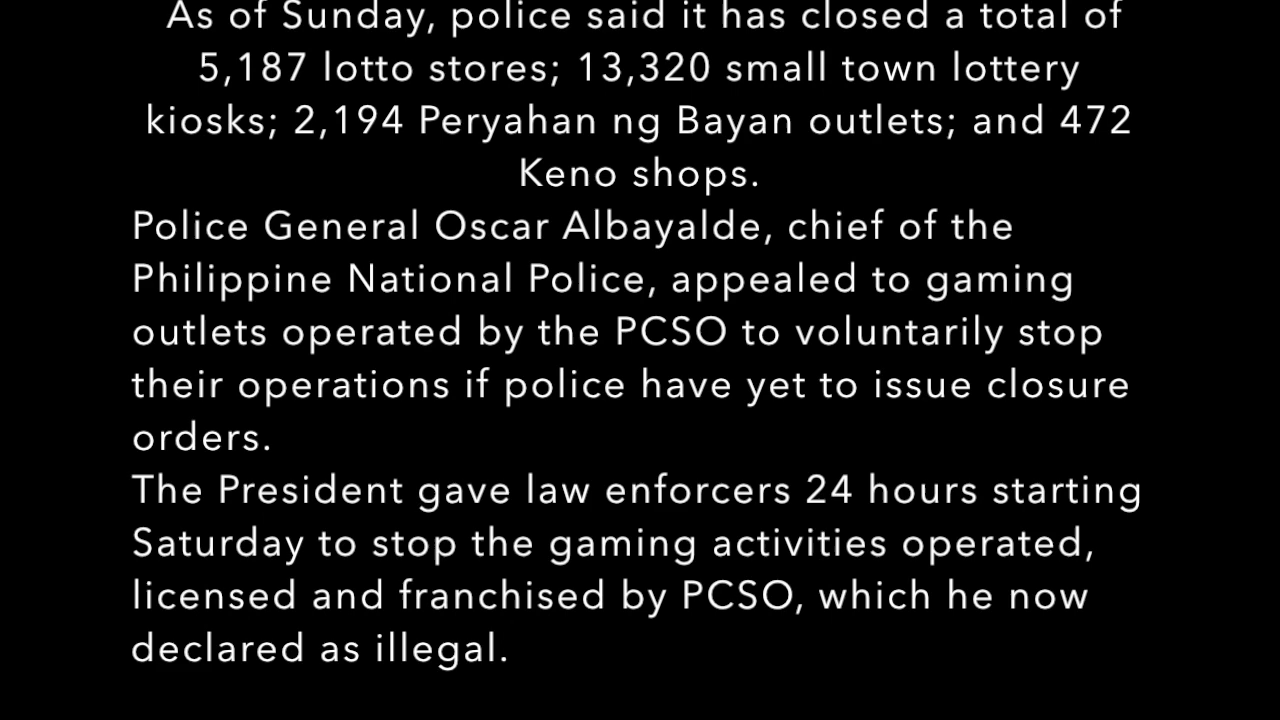 As of Sunday, police said it has closed a total of
5,187 lotto stores; 13,320 small town lottery
kiosks; 2,194 Peryahan ng Bayan outlets; and 472
Keno shops.
Police General Oscar Albayalde, chief of the
Philippine National Police, appealed to gaming
outlets operated by the PCSO to voluntarily stop
their operations if police have yet to issue closure
orders.
The President gave law enforcers 24 hours starting
Saturday to stop the gaming activities operated,
licensed and franchised by PCSO, which he now
declared as illegal.